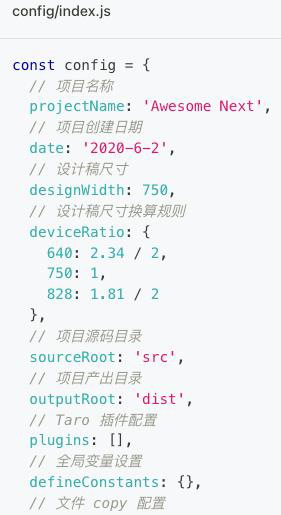 config/index.js
const config = {
// 项目名称
projectName: 'Awesome Next',
// 项目创建日期
date: '2020-6-2',
// 设计稿尺寸
designWidth: 750,
// 设计稿尺寸换算规则
deviceRatio: {
640: 2.34 / 2,
750: 1,
828: 1.81 / 2
},
// 项目源码目录
sourceRoot: 'src',
// 项目产出目录
outputRoot: 'dist',
// Taro 插件配置
plugins: [],
// 全局变量设置
defineConstants: {},
// 文件 copy 配置